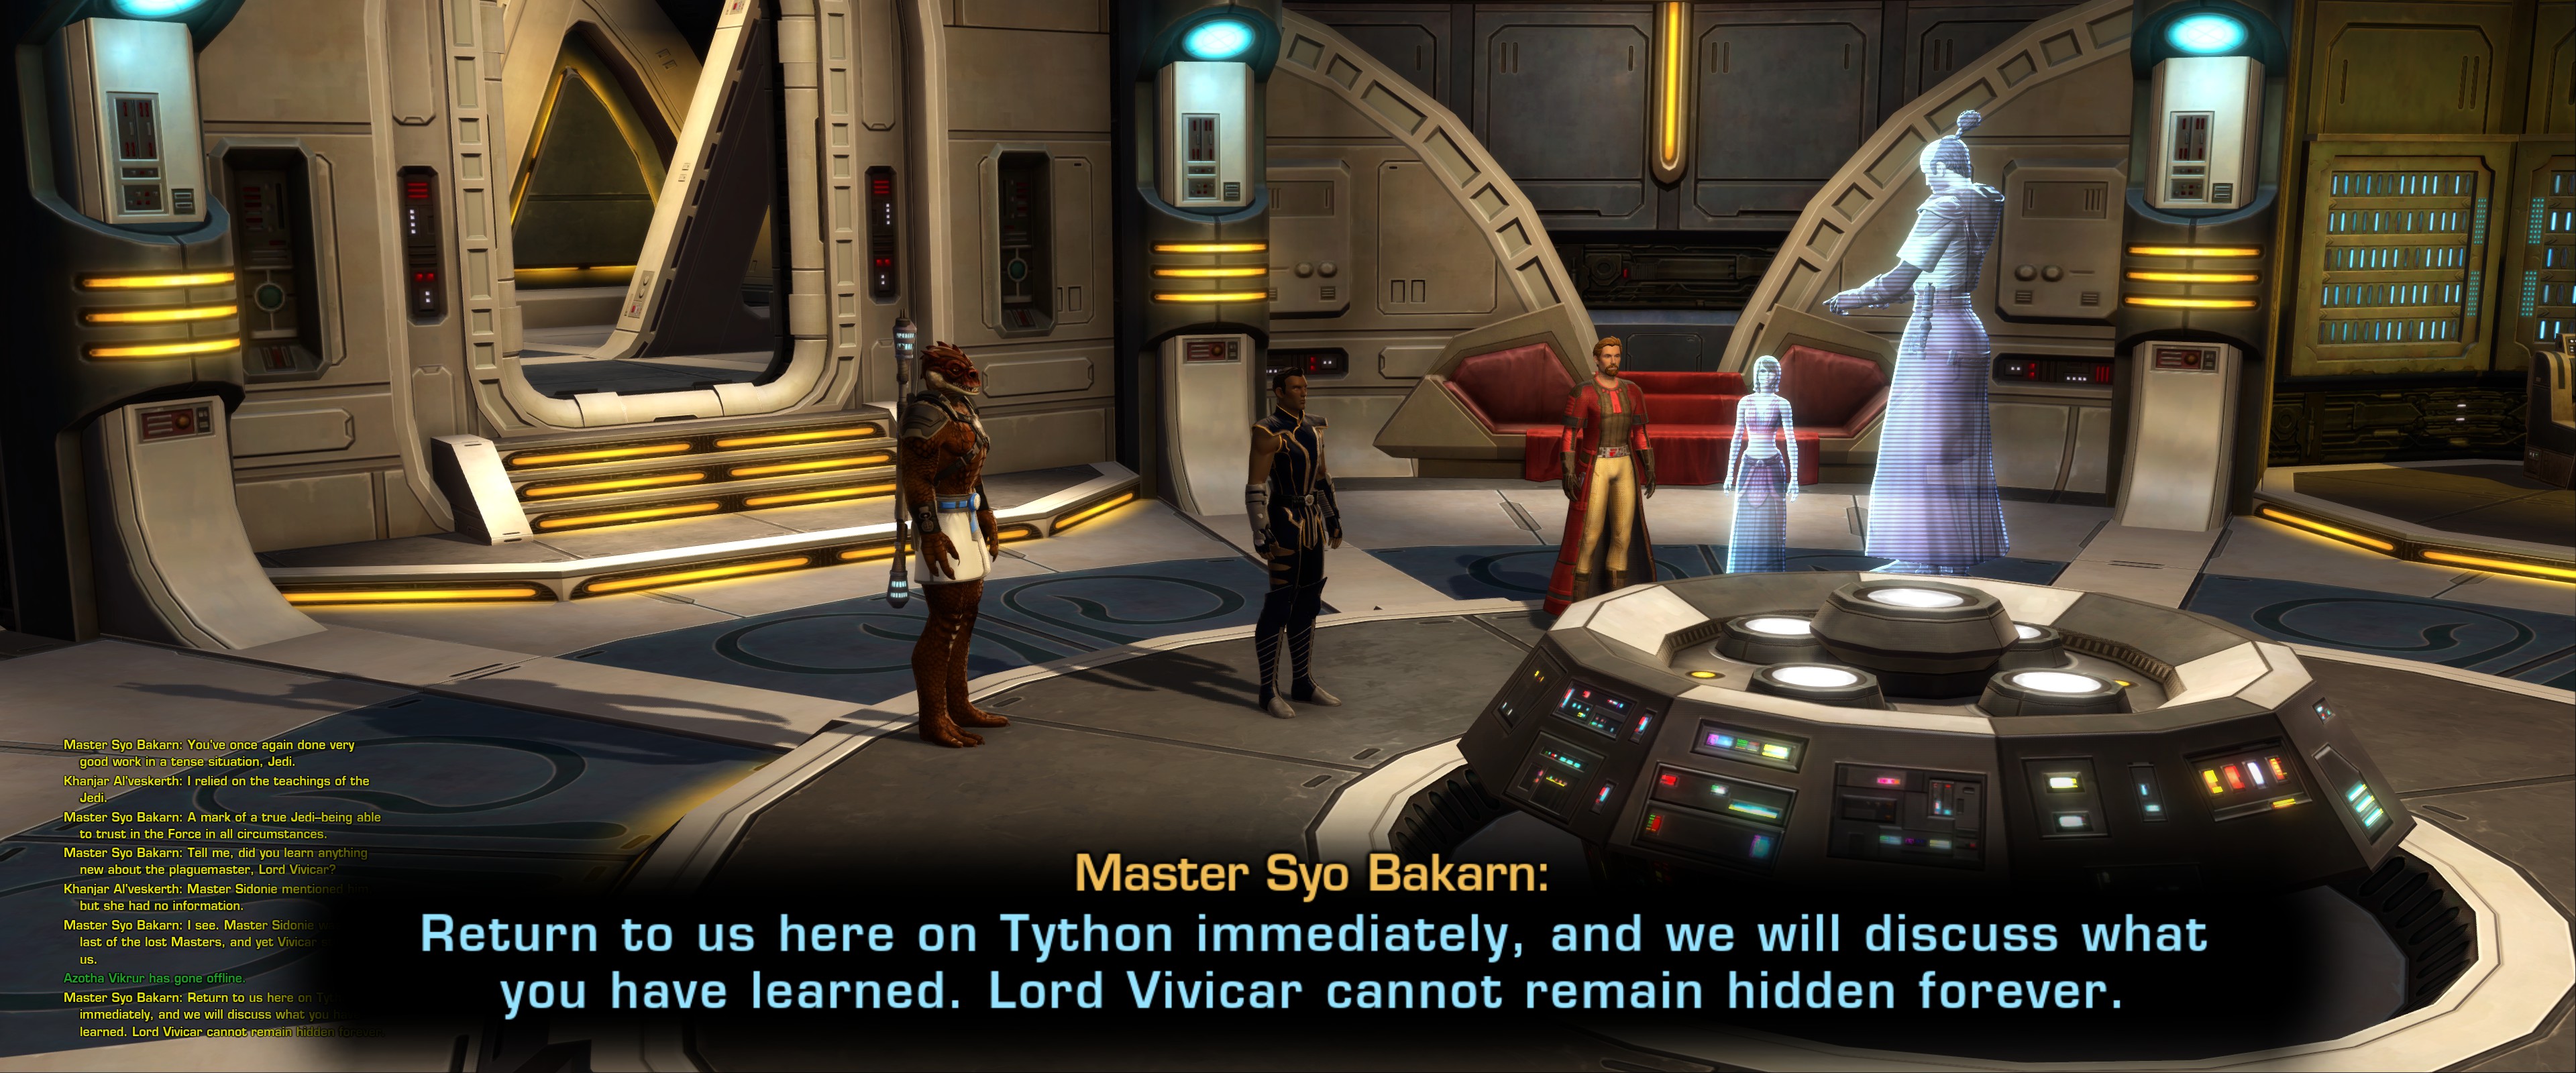 Master Syo Bakarn: You've once again done very
good work in a tense situation, Jedi.
Khanjar Al'veskerth: I relied on the teachings of the
Jedi.
Master Syo Bakarn: A mark of a true Jedi–being able
to trust in the Force in all circumstances.
Master Syo Bakarn: Tell me, did you learn anything
new about the plaguemaster, Lord Vivicar?
Khanjar Al'veskerth: Master Sidonie mentioned him
but she had no information.
Master Syo Bakarn: I see. Master Sidonie
last of the lost Masters, and yet Vivicar
us.
Azotha Vikrur has gone offline.
Master Syo Bakarn: Return to us here on
immediately, and we will discuss what you
learned. Lord Vivicar cannot remain hidden forever.
Master Syo Bakarn:
Return to us here on Tython immediately, and we will discuss what
you have learned. Lord Vivicar cannot remain hidden forever.